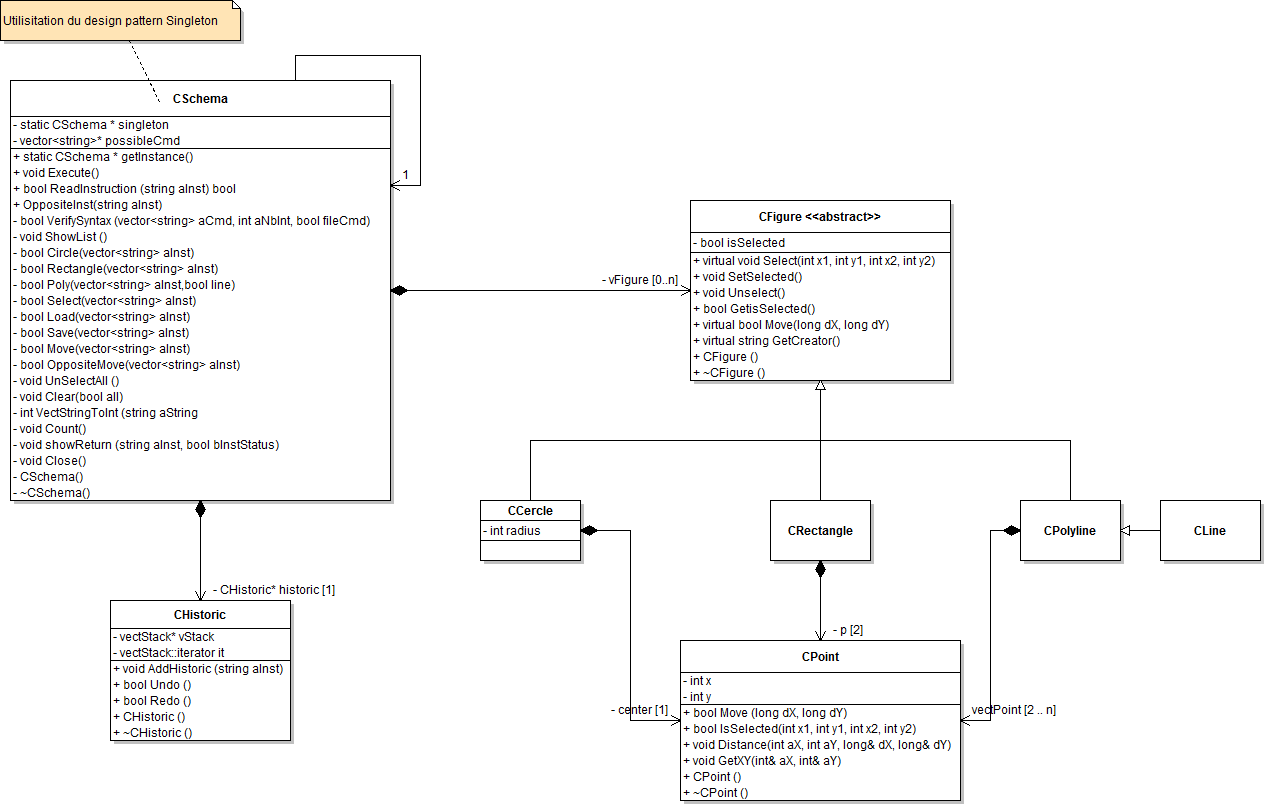 Utilisitation du design pattern Singleton
CSchema
- static CSchema * singleton
- vector<string>* possibleCmd
+ static CSchema * getInstance()
+ void Execute()
+ bool ReadInstruction (string aInst) bool
+ OppositeInst(string aInst)
- bool VerifySyntax (vector<string> aCmd, int aNbInt, bool fileCmd)
- void ShowList ()
- bool Circle(vector<string> aInst)
- bool Rectangle(vector<string> aInst)
- bool Poly(vector<string> aInst,bool line)
- bool Select(vector<string> aInst)
- bool Load(vector<string> aInst)
- bool Save(vector<string> aInst)
- bool Move(vector<string> aInst)
- bool OppositeMove(vector<string> aInst)
- void UnSelectAll ()
- void Clear(bool all)
- int VectStringToInt (string aString
- void Count()
- void showReturn (string aInst, bool bInstStatus)
- void Close()
- CSchema()
- ~CSchema()
1
- vFigure [0..n]
CFigure <<abstract>>
- bool isSelected
+ virtual void Select(int x1, int y1, int x2, int y2)
+ void SetSelected()
+ void Unselect()
+ bool GetisSelected()
+ virtual bool Move(long dX, long dY)
+ virtual string GetCreator()
+ CFigure ()
+ ~CFigure ()
CCercle
- int radius
CRectangle
CPolyline
CLine
- CHistoric* historic [1]
CHistoric
- vectStack* vStack
- vectStack::iterator it
+ void AddHistoric (string aInst)
+ bool Undo ()
+ bool Redo ()
+ CHistoric ()
+ ~CHistoric ()
- p [2]
- center [1]
vectPoint [2 .. n]
CPoint
- int x
- int y
+ bool Move (long dX, long dY)
+ bool IsSelected(int x1, int y1, int x2, int y2)
+ void Distance(int aX, int aY, long& dX, long& dY)
+ void GetXY(int& aX, int& aY)
+ CPoint ()
+ ~CPoint ()